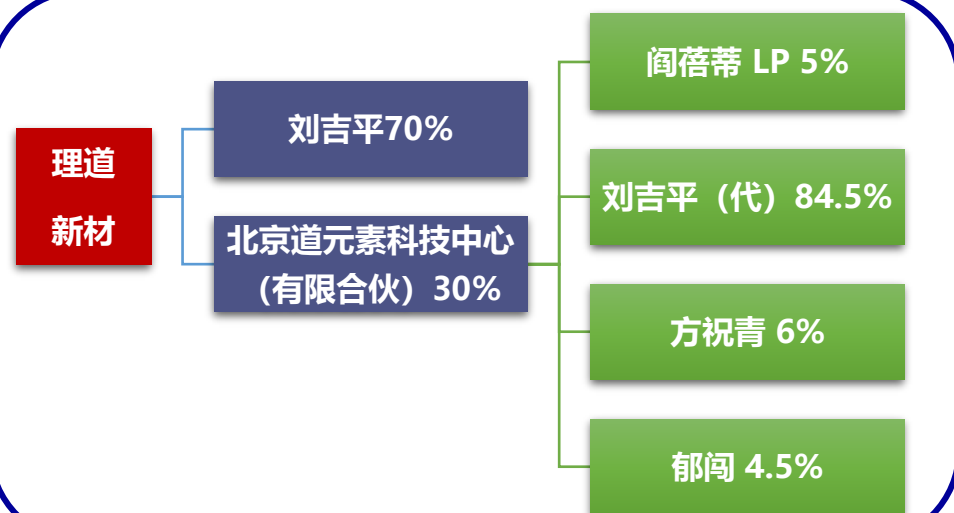 理道
新材
刘吉平70%
北京道元素科技中心
（有限合伙）30%
阎蓓蒂 LP 5%
刘吉平（代）84.5%
方祝青 6%
郁闯 4.5%